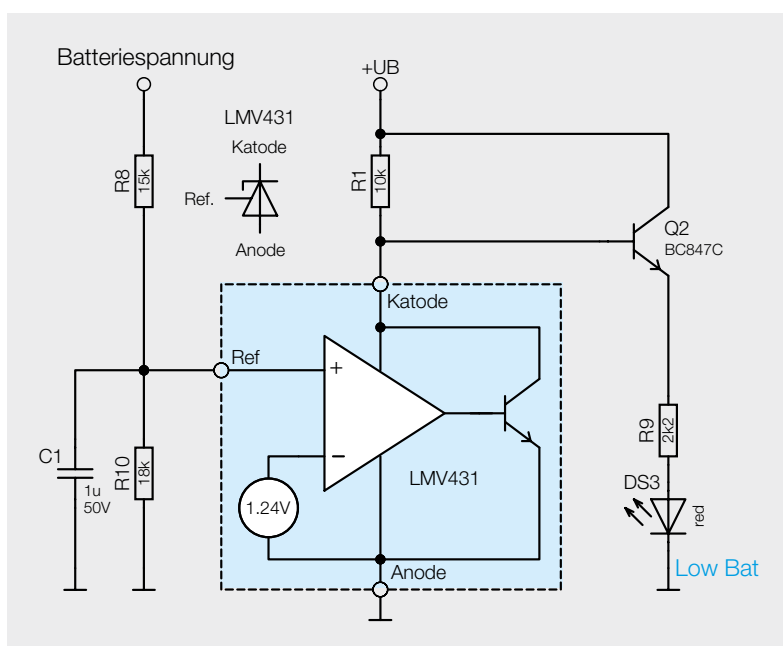 Batteriespannung
+UB
LMV431
Katode
Ref.
Anode
R8
15k
R1
10k
Q2
BC847C
Katode
Ref
+
−
1.24V
LMV431
Anode
C1
1u
50V
R10
18k
R9
2k2
DS3
red
Low Bat